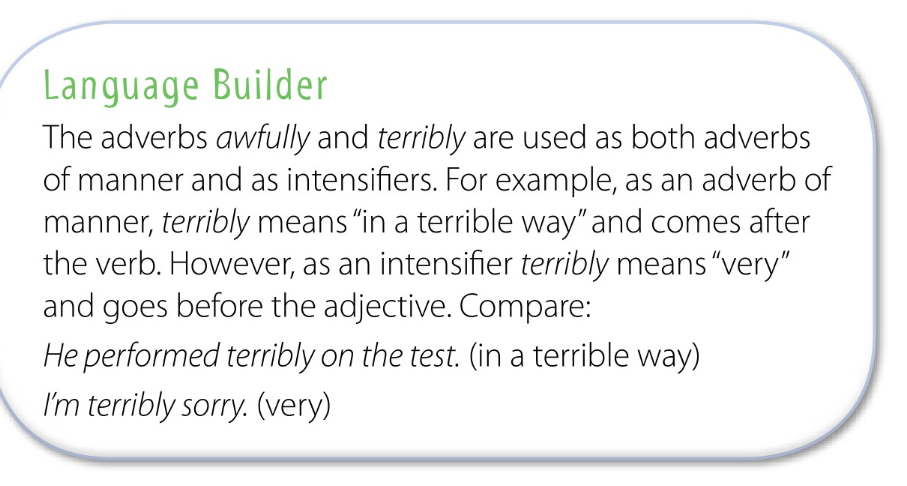 Language Builder
The adverbs awfully and terribly are used as both adverbs
of manner and as intensifiers. For example, as an adverb of
manner, terribly means “in a terrible way” and comes after
the verb. However, as an intensifier terribly means “very”
and goes before the adjective. Compare:
He performed terribly on the test. (in a terrible way)
I’m terribly sorry. (very)